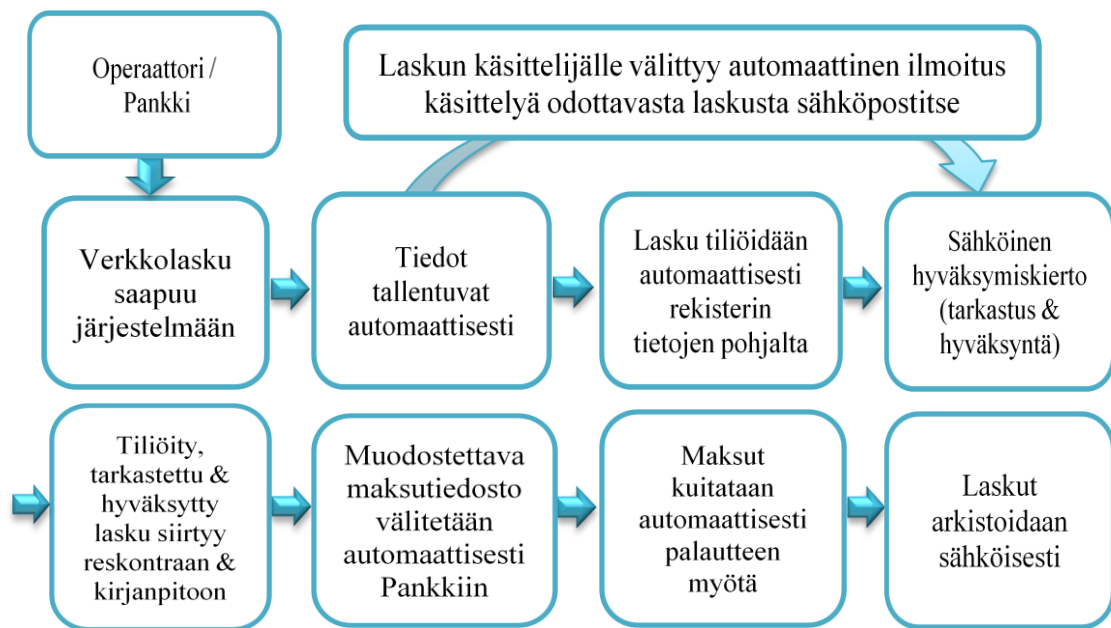 Operaattori /
Pankki
Laskun käsittelijälle välittyy automaattinen ilmoitus
käsittelyä odottavasta laskusta sähköpostitse
Verkkolasku
saapuu
järjestelmään
Tiedot
tallentuvat
automaattisesti
Lasku tiliöidään
automaattisesti
rekisterin
tietojen pohjalta
Sähköinen
hyväksymiskierto
(tarkastus &
hyväksyntä)
Tiliöity,
tarkastettu &
hyväksytty
lasku siirtyy
reskontraan &
kirjanpitoon
Muodostettava
maksutiedosto
välitetään
automaattisesti
Pankkiin
Maksut
kuitataan
automaattisesti
palautteen
myötä
Laskut
arkistoidaan
sähköisesti